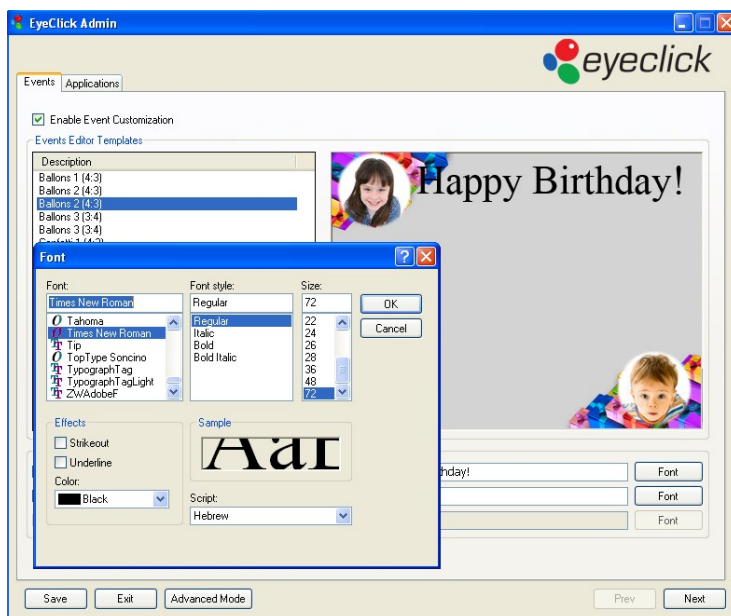 EyeClick Admin
eyeclick
Events Applications
Enable Event Customization
Events Editor Templates
Description
Ballons 1 (4:3)
Ballons 2 (4:3)
Ballons 2 (4:3)
Ballons 3 (3:4)
Ballons 3 (3:4)
Happy Birthday!
Font
Font: Font style: Size:
Times New Roman Regular 72 OK
Tahoma Regular 22 Cancel
Times New Roman Italic 24
Tip Bold 26
TopType Soncino Bold Italic 28
TypographTag 36
TypographTagLight 48
ZWAdobeF 72
Effects Sample
Strikeout
Underline
Color:
Black
Script:
Hebrew
hday! Font
Font
Font
Save Exit Advanced Mode Prev Next